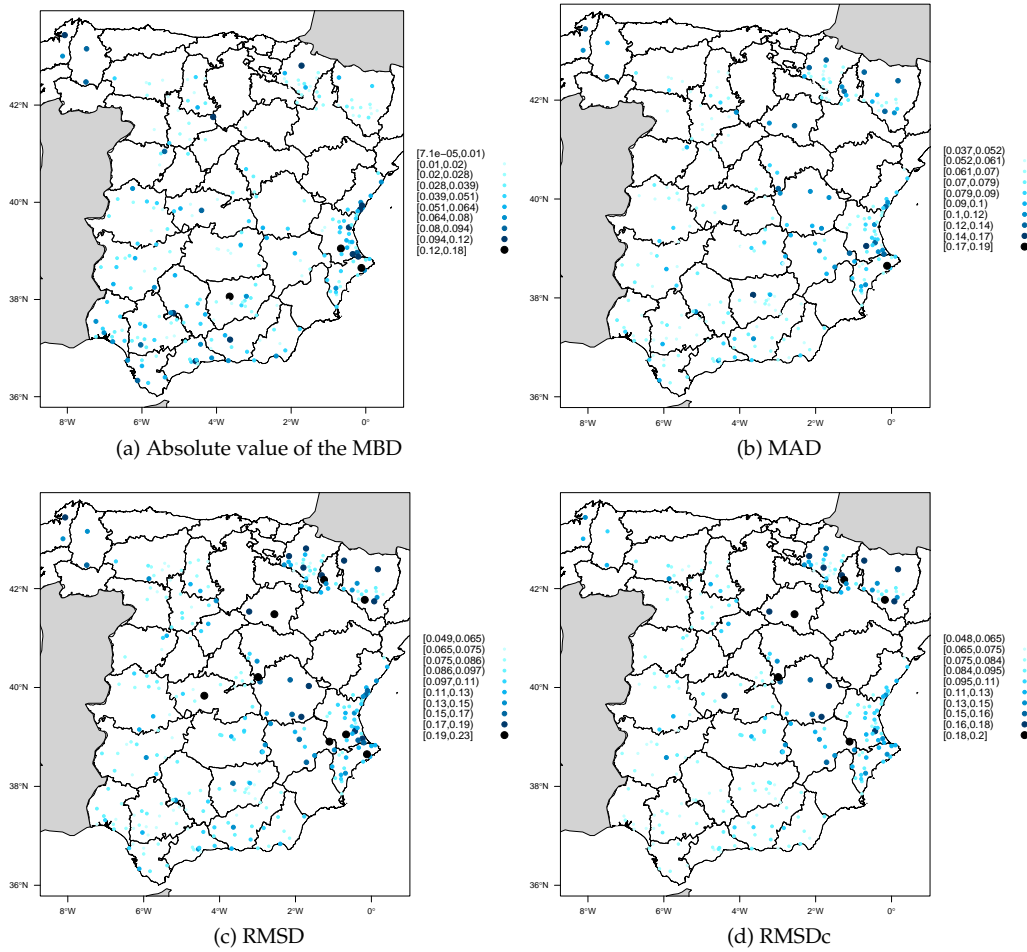 42°N
40°N
38°N
36°N
8°W
6°W
4°W
2°W
0°
[7.1e−05,0.01)
[0.01,0.02)
[0.02,0.028)
[0.028,0.039)
[0.039,0.051)
[0.051,0.064)
[0.064,0.08)
[0.08,0.094)
[0.094,0.12)
[0.12,0.18]
(a) Absolute value of the MBD
42°N
40°N
38°N
36°N
8°W
6°W
4°W
2°W
0°
[0.037,0.052)
[0.052,0.061)
[0.061,0.07)
[0.07,0.079)
[0.079,0.09)
[0.09,0.1)
[0.1,0.12)
[0.12,0.14)
[0.14,0.17)
[0.17,0.19]
(b) MAD
42°N
40°N
38°N
36°N
8°W
6°W
4°W
2°W
0°
[0.049,0.065)
[0.065,0.075)
[0.075,0.086)
[0.086,0.097)
[0.097,0.11)
[0.11,0.13)
[0.13,0.15)
[0.15,0.17)
[0.17,0.19)
[0.19,0.23]
(c) RMSD
42°N
40°N
38°N
36°N
8°W
6°W
4°W
2°W
0°
[0.048,0.065)
[0.065,0.075)
[0.075,0.084)
[0.084,0.095)
[0.095,0.11)
[0.11,0.13)
[0.13,0.15)
[0.15,0.16)
[0.16,0.18)
[0.18,0.2]
(d) RMSDc